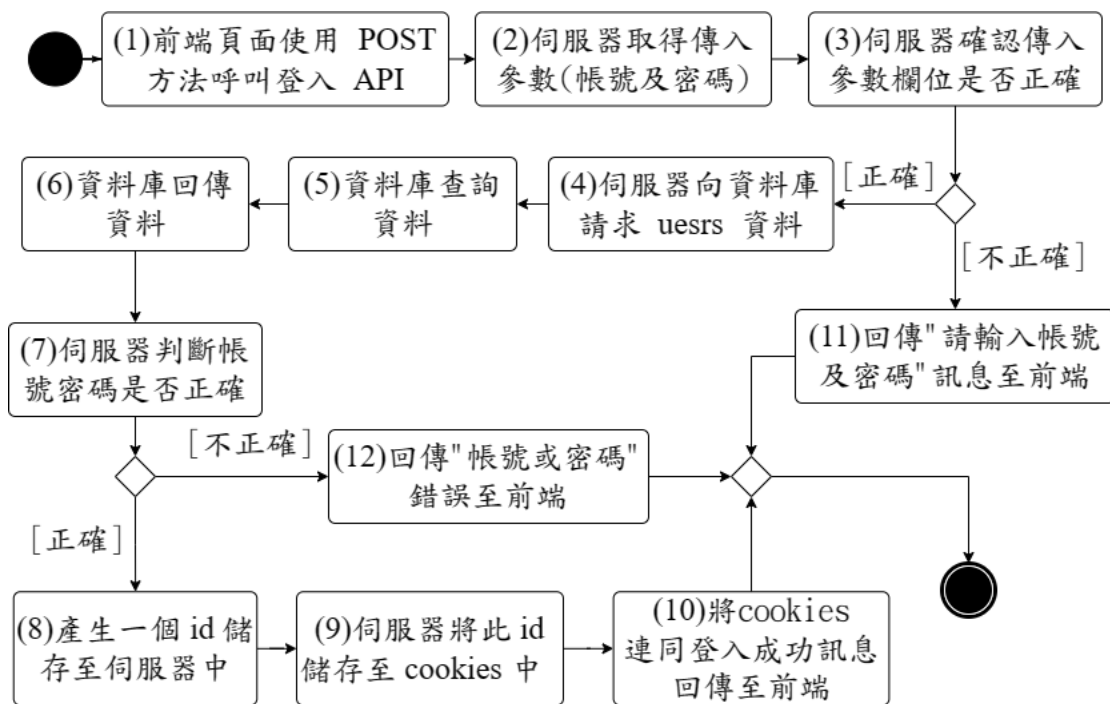 (1)前端頁面使用 POST
方法呼叫登入 API
(2)伺服器取得傳入
參數(帳號及密碼)
(3)伺服器確認傳入
參數欄位是否正確
[正確]
[不正確]
(4)伺服器向資料庫
請求 uesrs 資料
(5)資料庫查詢
資料
(6)資料庫回傳
資料
(7)伺服器判斷帳
號密碼是否正確
[不正確]
[正確]
(8)產生一個 id 儲
存至伺服器中
(9)伺服器將此 id
儲存至 cookies 中
(10)將cookies
連同登入成功訊息
回傳至前端
(11)回傳"請輸入帳號
及密碼"訊息至前端
(12)回傳"帳號或密碼"
錯誤至前端